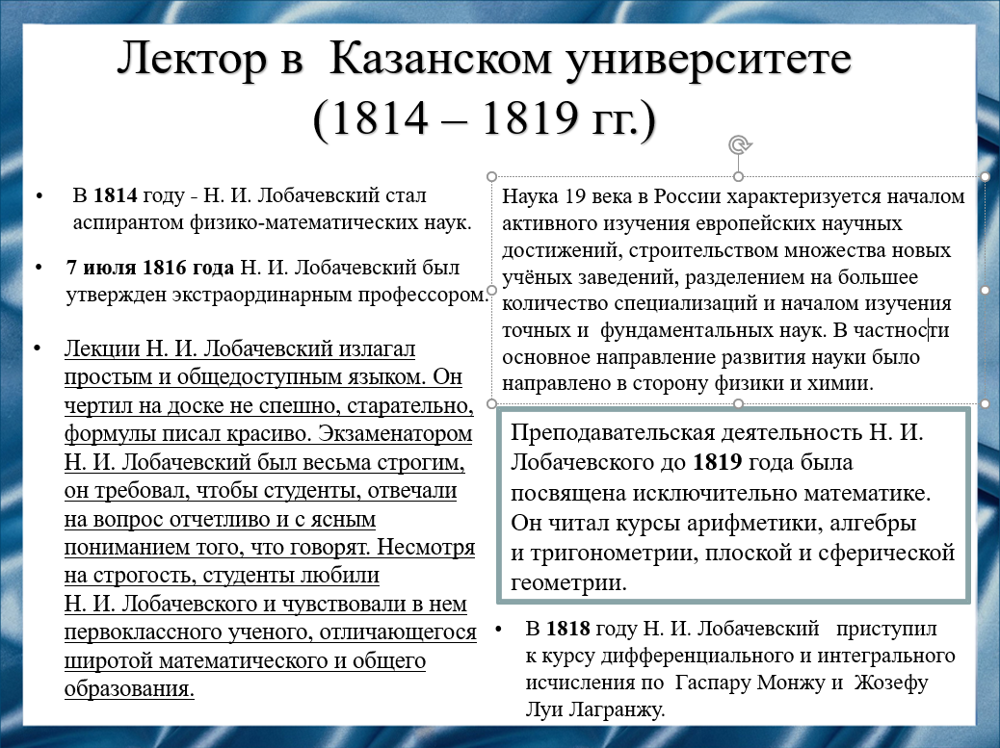 Лектор в Казанском университете
(1814 – 1819 гг.)
• В 1814 году - Н. И. Лобачевский стал
аспирантом физико-математических наук.
• 7 июля 1816 года Н. И. Лобачевский был
утвержден экстраординарным профессором.
• Лекции Н. И. Лобачевский излагал
простым и общедоступным языком. Он
чертил на доске не спешно, старательно,
формулы писал красиво. Экзаменатором
Н. И. Лобачевский был весьма строгим,
он требовал, чтобы студенты, отвечали
на вопрос отчетливо и с ясным
пониманием того, что говорят. Несмотря
на строгость, студенты любили
Н. И. Лобачевского и чувствовали в нем
первоклассного ученого, отличающегося
широтой математического и общего
образования.
Наука 19 века в России характеризуется началом
активного изучения европейских научных
достижений, строительством множества новых
учёных заведений, разделением на большее
количество специализаций и началом изучения
точных и фундаментальных наук. В частности
основное направление развития науки было
направлено в сторону физики и химии.
Преподавательская деятельность Н. И.
Лобачевского до 1819 года была
посвящена исключительно математике.
Он читал курсы арифметики, алгебры
и тригонометрии, плоской и сферической
геометрии.
• В 1818 году Н. И. Лобачевский приступил
к курсу дифференциального и интегрального
исчисления по Гаспару Монжу и Жозефу
Луи Лагранжу.